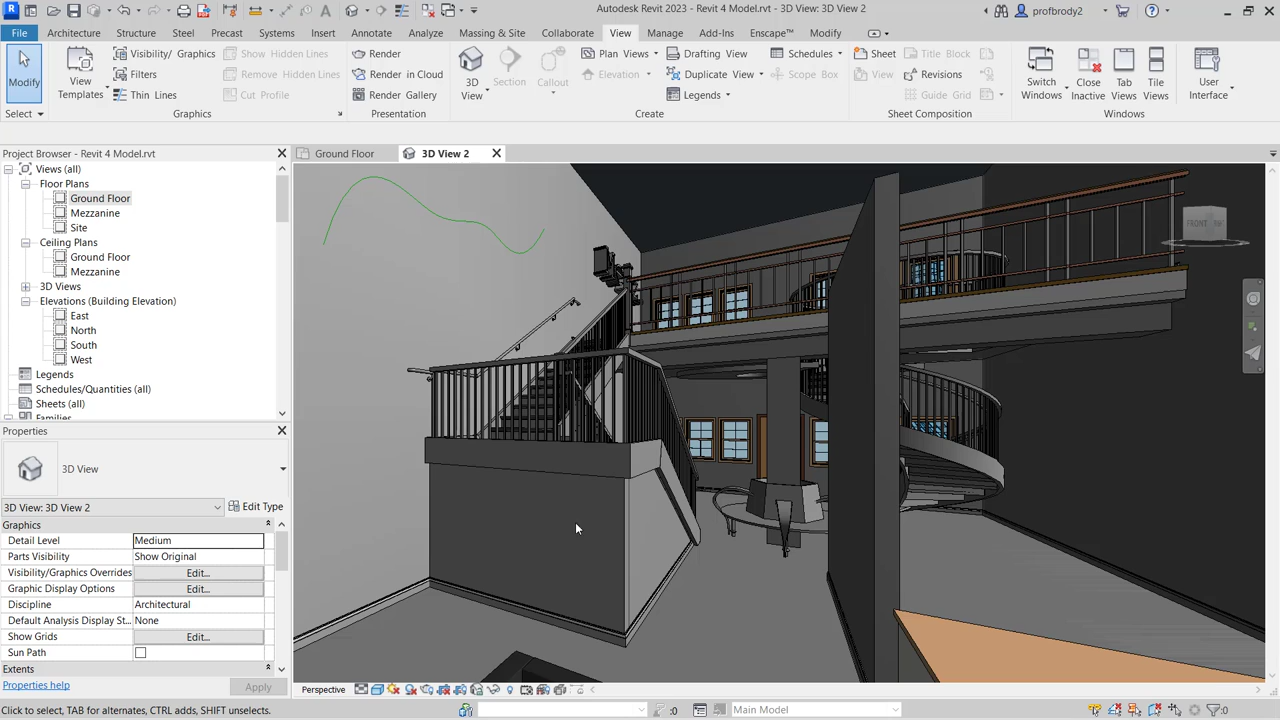 Autodesk Revit 2023 - Revit 4 Model.rvt - 3D View: 3D View 2
profbrody2
File Architecture Structure Steel Precast Systems Insert Annotate Analyze Massing & Site Collaborate View Manage Add-Ins Enscape™ Modify
Modify
Select
View Templates
Visibility/ Graphics
Filters
Thin Lines
Show Hidden Lines
Remove Hidden Lines
Cut Profile
Graphics
Render
Render in Cloud
Render Gallery
Presentation
3D View
Section
Callout
Plan Views
Elevation
Drafting View
Duplicate View
Legends
Schedules
Scope Box
Create
Sheet
View
Title Block
Revisions
Guide Grid
Sheet Composition
Switch Windows
Close Inactive
Tab Views
Tile Views
Windows
User Interface
Project Browser - Revit 4 Model.rvt
Ground Floor
3D View 2
Views (all)
Floor Plans
Ground Floor
Mezzanine
Site
Ceiling Plans
Ground Floor
Mezzanine
3D Views
Elevations (Building Elevation)
East
North
South
West
Legends
Schedules/Quantities (all)
Sheets (all)
Families
FRONT
Properties
3D View
3D View: 3D View 2
Edit Type
Graphics
Detail Level Medium
Parts Visibility Show Original
Visibility/Graphics Overrides Edit...
Graphic Display Options Edit...
Discipline Architectural
Default Analysis Display St... None
Show Grids Edit...
Sun Path
Extents
Properties help
Apply
Perspective
Click to select, TAB for alternates, CTRL adds, SHIFT unselects.
:0
Main Model
:0